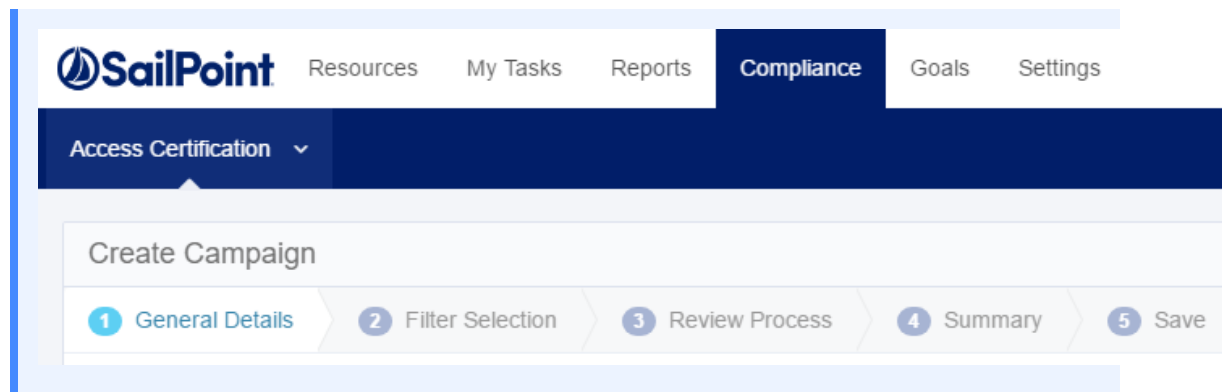 SailPoint Resources My Tasks Reports Compliance Goals Settings
Access Certification
Create Campaign
1 General Details 2 Filter Selection 3 Review Process 4 Summary 5 Save